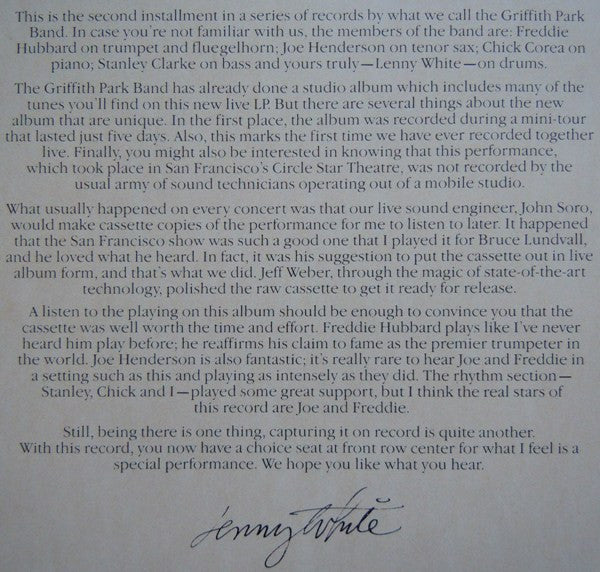 This is the second installment in a series of records by what we call the Griffith Park
Band. In case you're not familiar with us, the members of the band are: Freddie
Hubbard on trumpet and fluegelhorn; Joe Henderson on tenor sax; Chick Corea on
piano; Stanley Clarke on bass and yours truly—Lenny White—on drums.
The Griffith Park Band has already done a studio album which includes many of the
tunes you'll find on this new live LP. But there are several things about the new
album that are unique. In the first place, the album was recorded during a mini-tour
that lasted just five days. Also, this marks the first time we have ever recorded together
live. Finally, you might also be interested in knowing that this performance,
which took place in San Francisco's Circle Star Theatre, was not recorded by the
usual army of sound technicians operating out of a mobile studio.
What usually happened on every concert was that our live sound engineer, John Soro,
would make cassette copies of the performance for me to listen to later. It happened
that the San Francisco show was such a good one that I played it for Bruce Lundvall,
and he loved what he heard. In fact, it was his suggestion to put the cassette out in live
album form, and that's what we did. Jeff Weber, through the magic of state-of-the-art
technology, polished the raw cassette to get it ready for release.
A listen to the playing on this album should be enough to convince you that the
cassette was well worth the time and effort. Freddie Hubbard plays like I've never
heard him play before; he reaffirms his claim to fame as the premier trumpeter in
the world. Joe Henderson is also fantastic; it's really rare to hear Joe and Freddie in
a setting such as this and playing as intensely as they did. The rhythm section—
Stanley, Chick and I—played some great support, but I think the real stars of
this record are Joe and Freddie.
Still, being there is one thing, capturing it on record is quite another.
With this record, you now have a choice seat at front row center for what I feel is a
special performance. We hope you like what you hear.
Lenny White